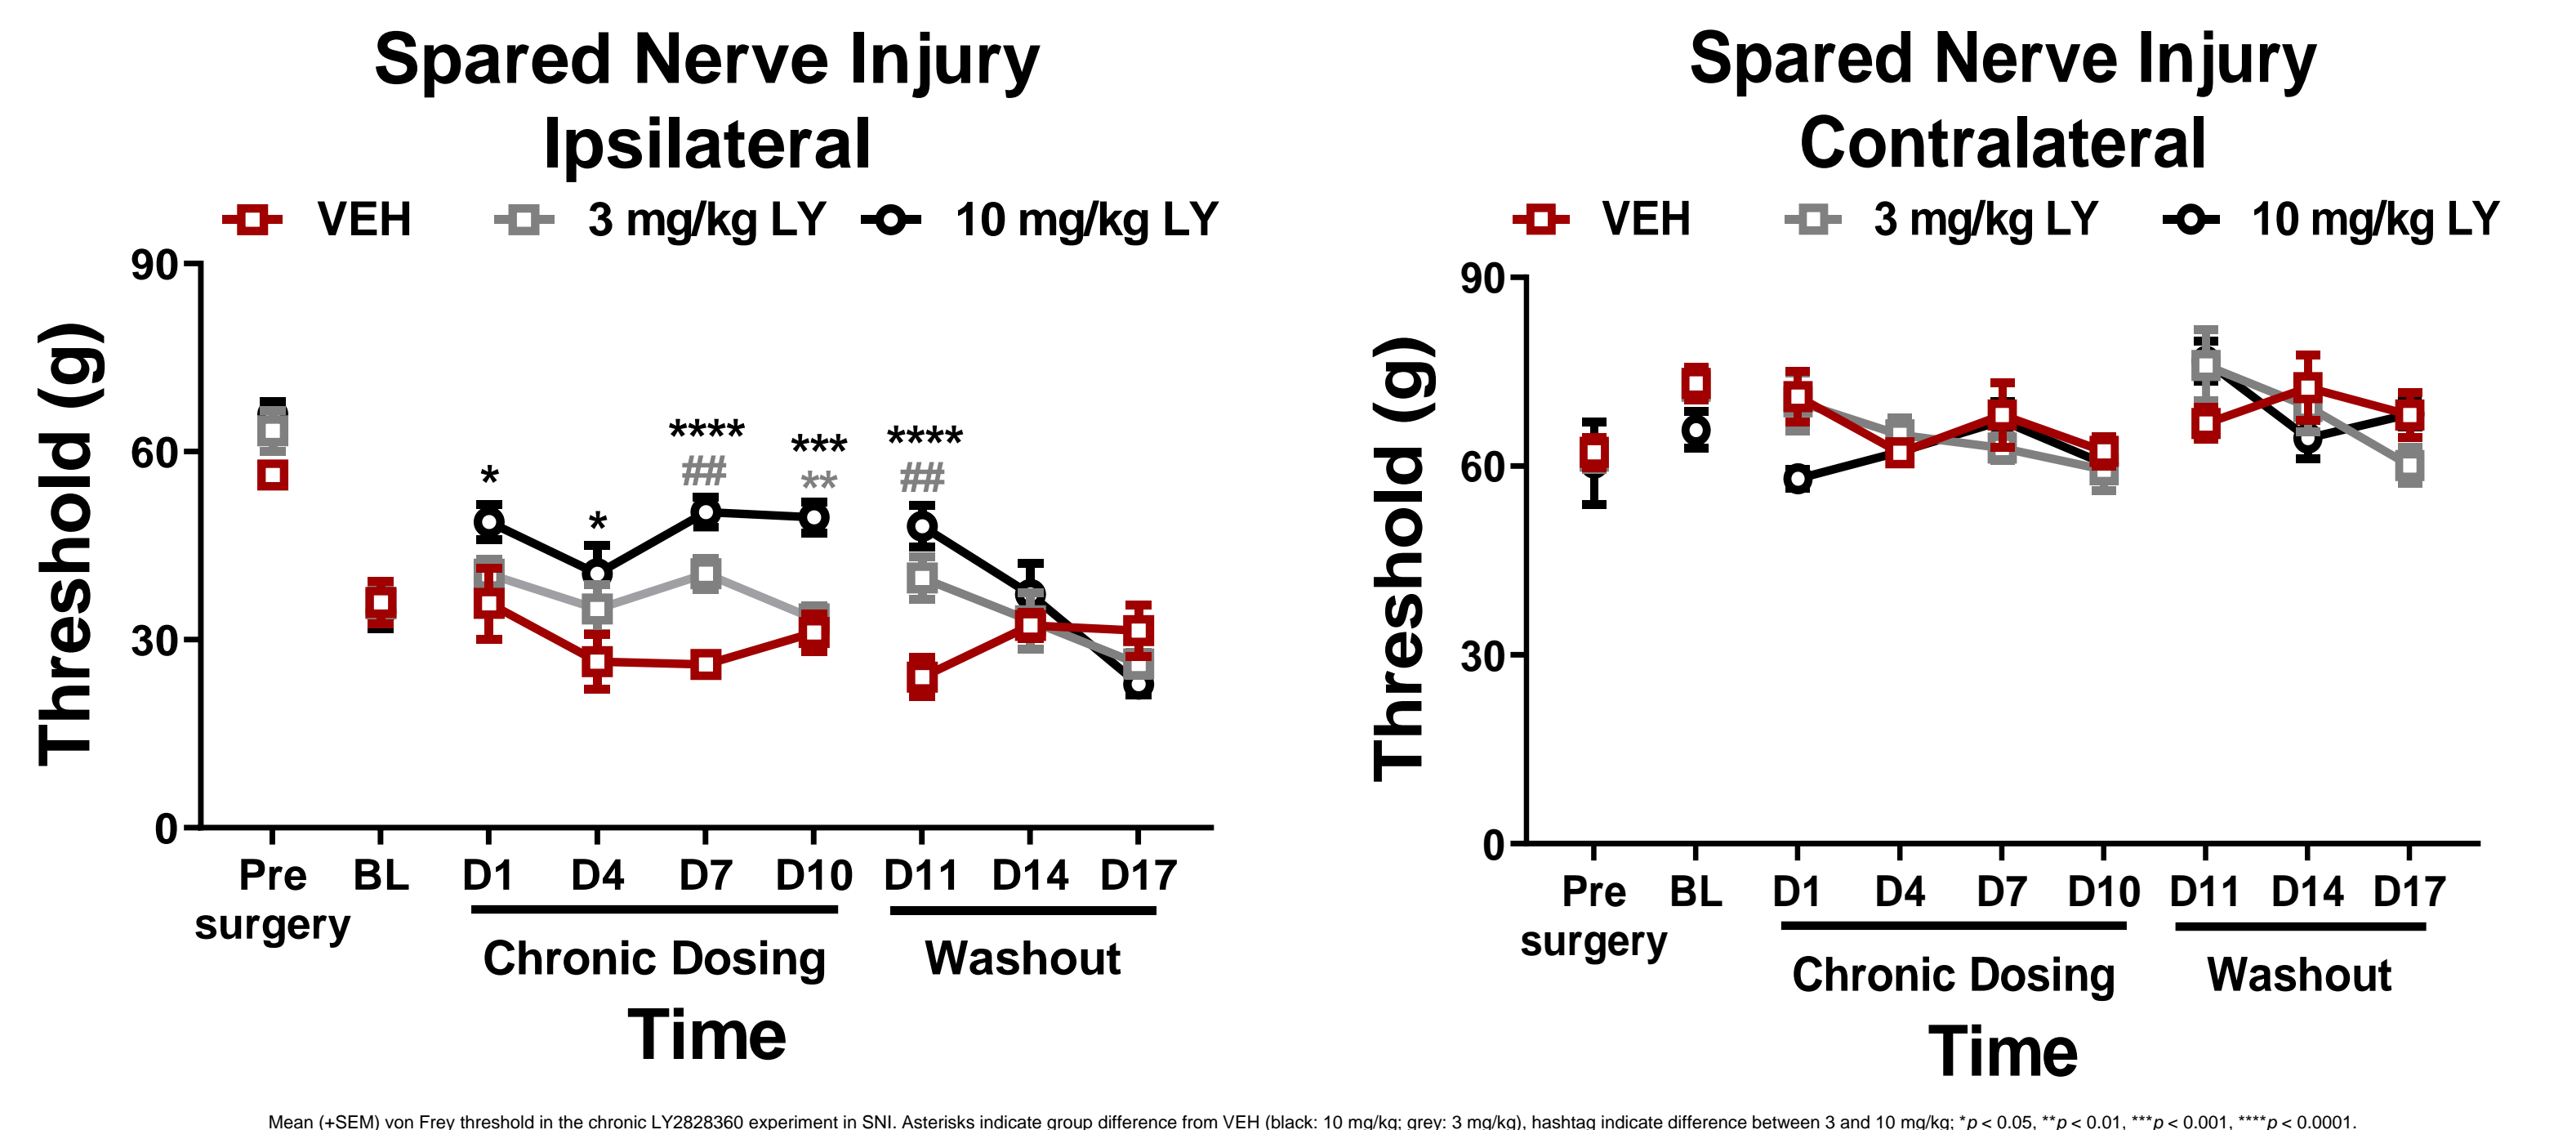 Spared Nerve Injury
Ipsilateral
VEH 3 mg/kg LY 10 mg/kg LY
90
60
30
0
Threshold (g)
*
*
****
##
***
**
****
##
Pre surgery BL D1 D4 D7 D10 D11 D14 D17
Chronic Dosing Washout
Time
Spared Nerve Injury
Contralateral
VEH 3 mg/kg LY 10 mg/kg LY
90
60
30
0
Threshold (g)
Pre surgery BL D1 D4 D7 D10 D11 D14 D17
Chronic Dosing Washout
Time
Mean (+SEM) von Frey threshold in the chronic LY2828360 experiment in SNI. Asterisks indicate group difference from VEH (black: 10 mg/kg; grey: 3 mg/kg), hashtag indicate difference between 3 and 10 mg/kg; *p < 0.05, **p < 0.01, ***p < 0.001, ****p < 0.0001.